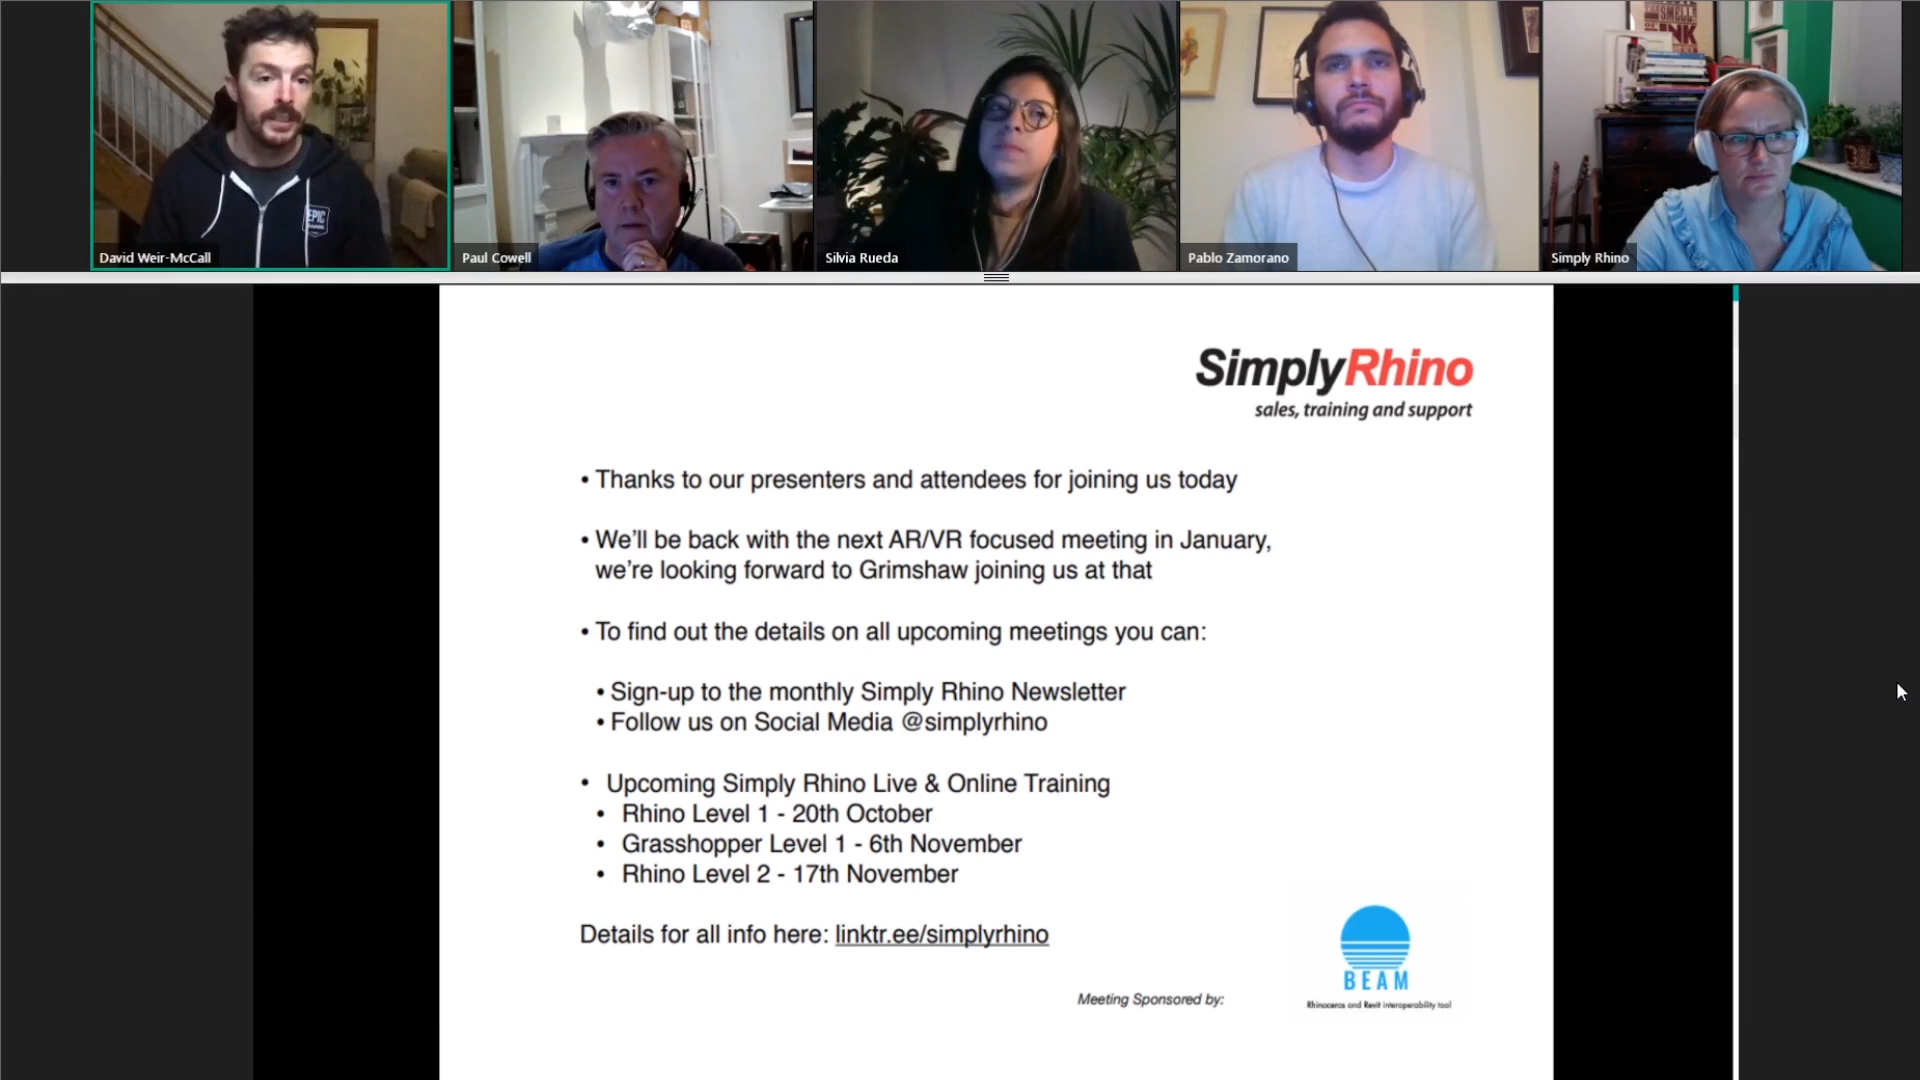 SMELL
INK
EPIC
David Weir-McCall
Paul Cowell
Silvia Rueda
Pablo Zamorano
Simply Rhino
SimplyRhino
sales, training and support
• Thanks to our presenters and attendees for joining us today
• We'll be back with the next AR/VR focused meeting in January,
we're looking forward to Grimshaw joining us at that
• To find out the details on all upcoming meetings you can:
• Sign-up to the monthly Simply Rhino Newsletter
• Follow us on Social Media @simplyrhino
• Upcoming Simply Rhino Live & Online Training
• Rhino Level 1 - 20th October
• Grasshopper Level 1 - 6th November
• Rhino Level 2 - 17th November
Details for all info here: linktr.ee/simplyrhino
BEAM
Meeting Sponsored by:
Rhinoceros and Revit interoperability tool